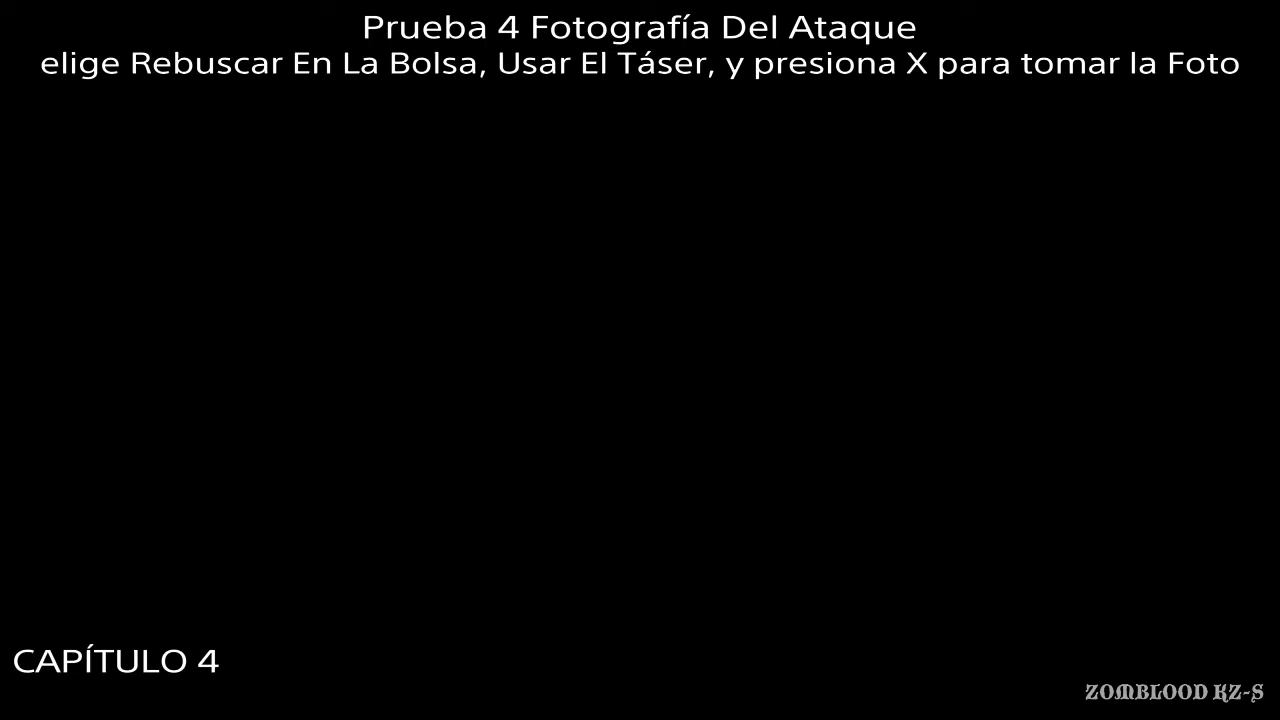 Prueba 4 Fotografía Del Ataque
elige Rebuscar En La Bolsa, Usar El Táser, y presiona X para tomar la Foto
CAPÍTULO 4
ZOMBLOOD KZ-S